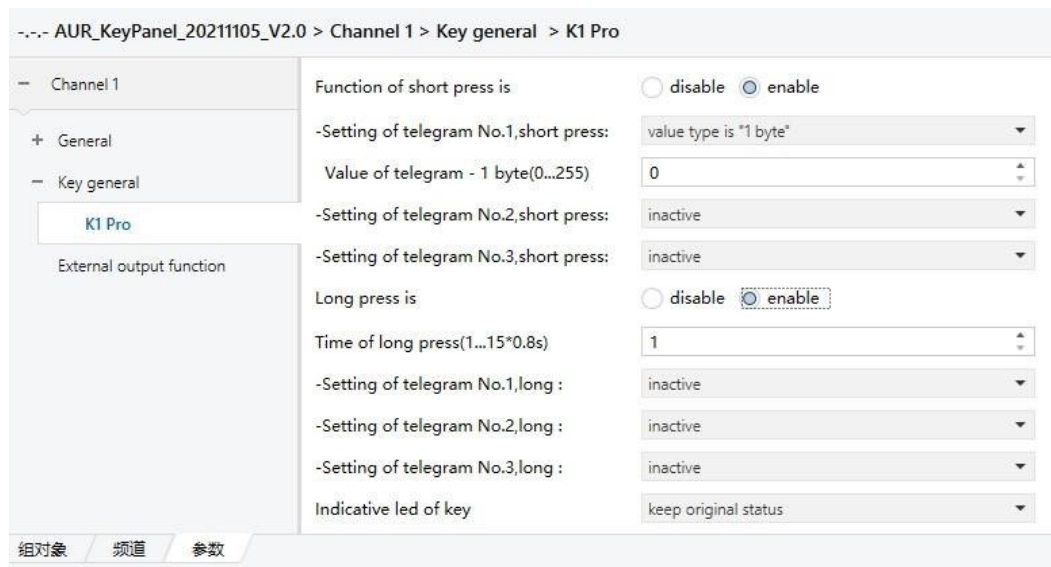 -.-.- AUR_KeyPanel_20211105_V2.0 > Channel 1 > Key general > K1 Pro
Channel 1
General
Key general
K1 Pro
External output function
Function of short press is disable enable
-Setting of telegram No.1,short press: value type is "1 byte"
Value of telegram - 1 byte(0...255) 0
-Setting of telegram No.2,short press: inactive
-Setting of telegram No.3,short press: inactive
Long press is disable enable
Time of long press(1...15*0.8s) 1
-Setting of telegram No.1,long : inactive
-Setting of telegram No.2,long : inactive
-Setting of telegram No.3,long : inactive
Indicative led of key keep original status
组对象 频道 参数